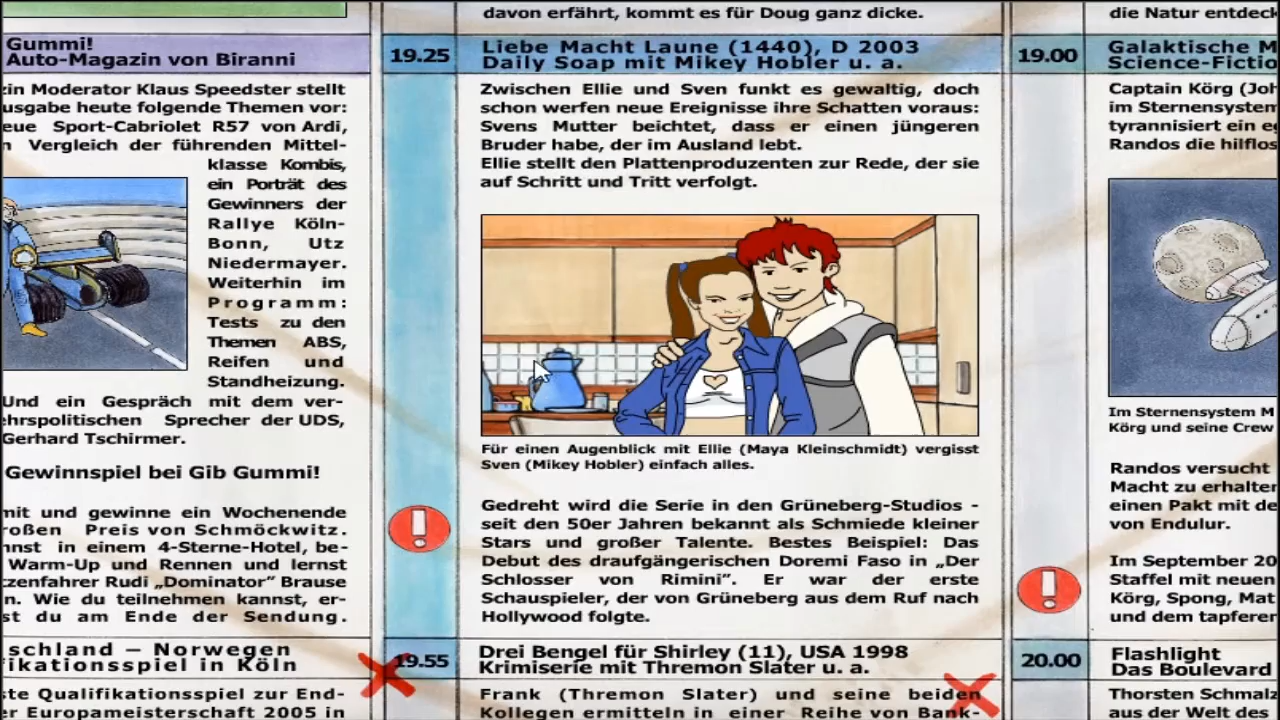 Gummi!
Auto-Magazin von Biranni
zin Moderator Klaus Speedster stellt
usgabe heute folgende Themen vor:
eue Sport-Cabriolet R57 von Ardi,
n Vergleich der führenden Mittel-
klasse Kombis,
ein Porträt des
Gewinners der
Rallye Köln-
Bonn, Utz
Niedermayer.
Weiterhin im
Programm:
Tests zu den
Themen ABS,
Reifen und
Standheizung.
Und ein Gespräch mit dem ver-
ehrspolitischen Sprecher der UDS,
Gerhard Tschirmer.
Gewinnspiel bei Gib Gummi!
mit und gewinne ein Wochenende
roßen Preis von Schmöckwitz.
nnst in einem 4-Sterne-Hotel, be-
Warm-Up und Rennen und lernst
tzenfahrer Rudi „Dominator" Brause
n. Wie du teilnehmen kannst, er-
st du am Ende der Sendung.
schland – Norwegen
fikationsspiel in Köln
ste Qualifikationsspiel zur End-
er Europameisterschaft 2005 in
davon erfährt, kommt es für Doug ganz dicke.
19.25
Liebe Macht Laune (1440), D 2003
Daily Soap mit Mikey Hobler u. a.
Zwischen Ellie und Sven funkt es gewaltig, doch
schon werfen neue Ereignisse ihre Schatten voraus:
Svens Mutter beichtet, dass er einen jüngeren
Bruder habe, der im Ausland lebt.
Ellie stellt den Plattenproduzenten zur Rede, der sie
auf Schritt und Tritt verfolgt.
Für einen Augenblick mit Ellie (Maya Kleinschmidt) vergisst
Sven (Mikey Hobler) einfach alles.
Gedreht wird die Serie in den Grüneberg-Studios -
seit den 50er Jahren bekannt als Schmiede kleiner
Stars und großer Talente. Bestes Beispiel: Das
Debut des draufgängerischen Doremi Faso in „Der
Schlosser von Rimini". Er war der erste
Schauspieler, der von Grüneberg aus dem Ruf nach
Hollywood folgte.
19.55
Drei Bengel für Shirley (11), USA 1998
Krimiserie mit Thremon Slater u. a.
Frank (Thremon Slater) und seine beiden
Kollegen ermitteln in einer Reihe von Bank-
die Natur entdeck
19.00
Galaktische M
Science-Fictio
Captain Körg (Joh
im Sternensystem
tyrannisiert ein eg
Randos die hilflos
Im Sternensystem M
Körg und seine Crew
Randos versucht
Macht zu erhalten
einen Pakt mit de
von Endulur.
Im September 20
Staffel mit neuen
Körg, Spong, Mat
und dem tapferen
20.00
Flashlight
Das Boulevard
Thorsten Schmalz
aus der Welt des